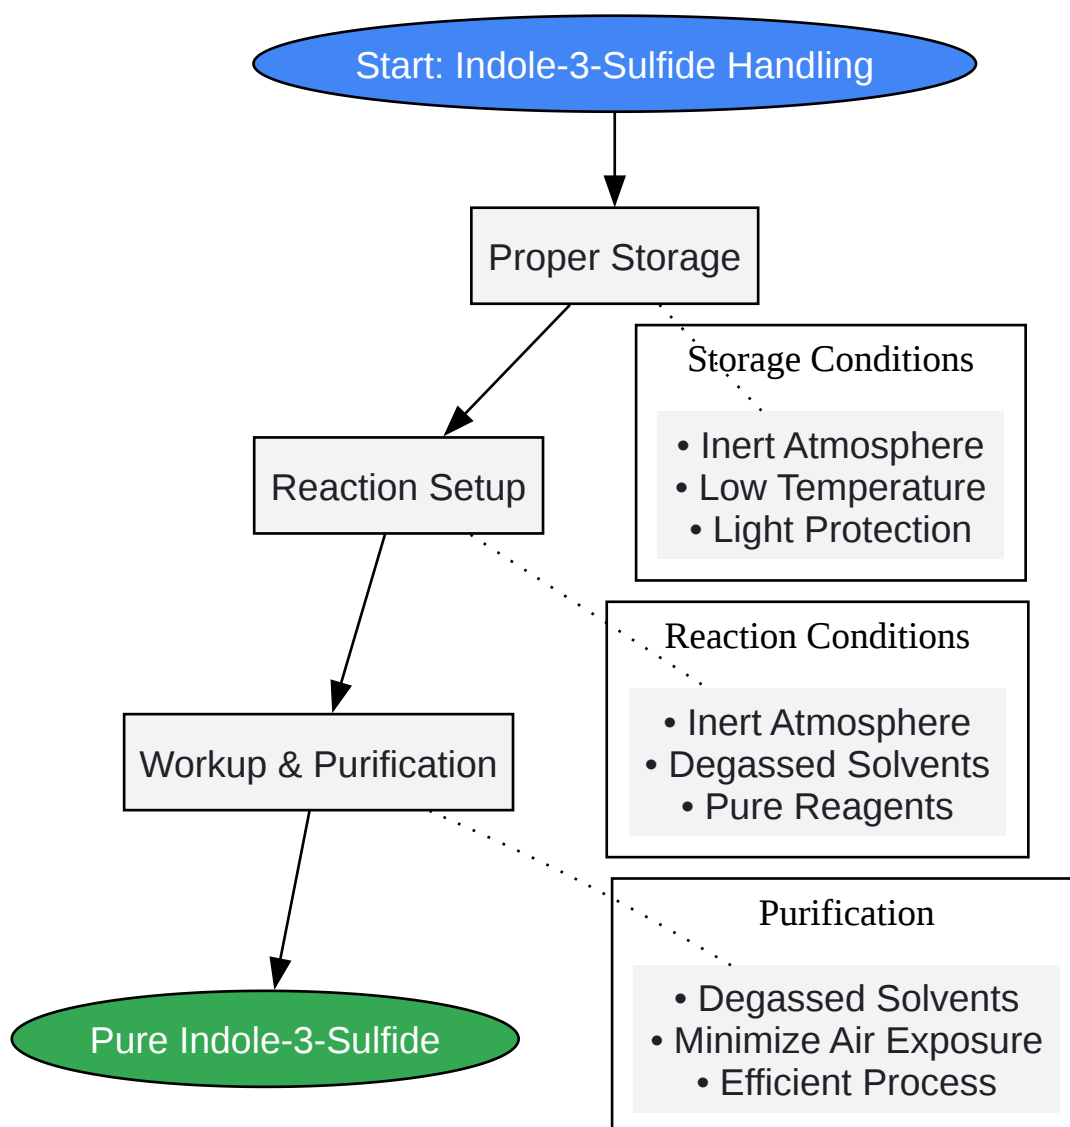 Start: Indole-3-Sulfide Handling
Proper Storage
Storage Conditions
• Inert Atmosphere
• Low Temperature
• Light Protection
Reaction Setup
Reaction Conditions
• Inert Atmosphere
• Degassed Solvents
• Pure Reagents
Workup & Purification
Purification
• Degassed Solvents
• Minimize Air Exposure
• Efficient Process
Pure Indole-3-Sulfide